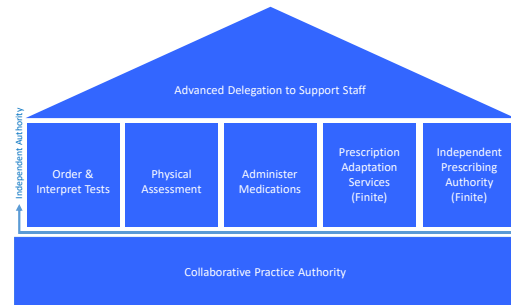 Advanced Delegation to Support Staff
Independent Authority
Order &
Interpret Tests
Physical
Assessment
Administer
Medications
Prescription
Adaptation
Services
(Finite)
Independent
Prescribing
Authority
(Finite)
Collaborative Practice Authority